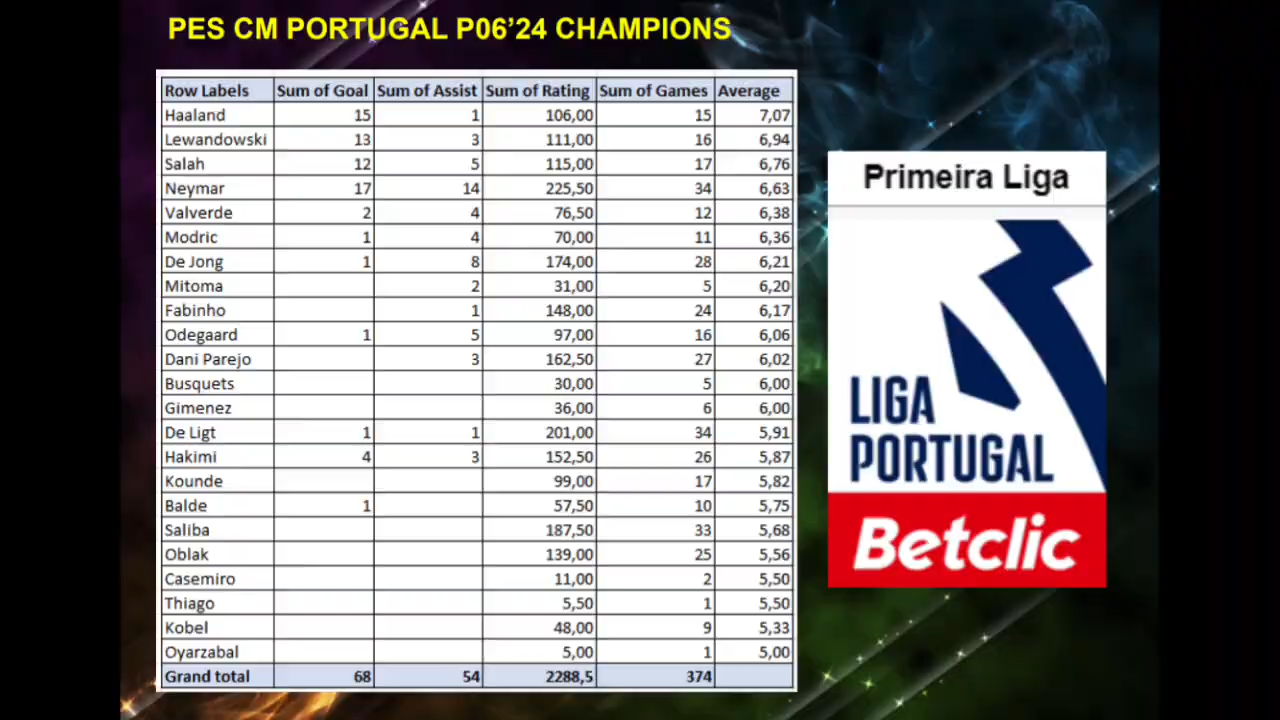 PES CM PORTUGAL P06’24 CHAMPIONS
Row Labels Sum of Goal Sum of Assist Sum of Rating Sum of Games Average
Haaland 15 1 106,00 15 7,07
Lewandowski 13 3 111,00 16 6,94
Salah 12 5 115,00 17 6,76
Neymar 17 14 225,50 34 6,63
Valverde 2 4 76,50 12 6,38
Modric 1 4 70,00 11 6,36
De Jong 1 8 174,00 28 6,21
Mitoma 2 31,00 5 6,20
Fabinho 1 148,00 24 6,17
Odegaard 1 5 97,00 16 6,06
Dani Parejo 3 162,50 27 6,02
Busquets 30,00 5 6,00
Gimenez 36,00 6 6,00
De Ligt 1 1 201,00 34 5,91
Hakimi 4 3 152,50 26 5,87
Kounde 99,00 17 5,82
Balde 1 57,50 10 5,75
Saliba 187,50 33 5,68
Oblak 139,00 25 5,56
Casemiro 11,00 2 5,50
Thiago 5,50 1 5,50
Kobel 48,00 9 5,33
Oyarzabal 5,00 1 5,00
Grand total 68 54 2288,5 374
Primeira Liga
LIGA
PORTUGAL
Betclic